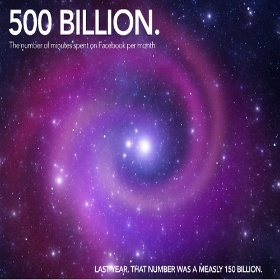 500 BILLION.
The number of minutes spent on Facebook per month
LAST YEAR, THAT NUMBER WAS A MEASLY 150 BILLION.